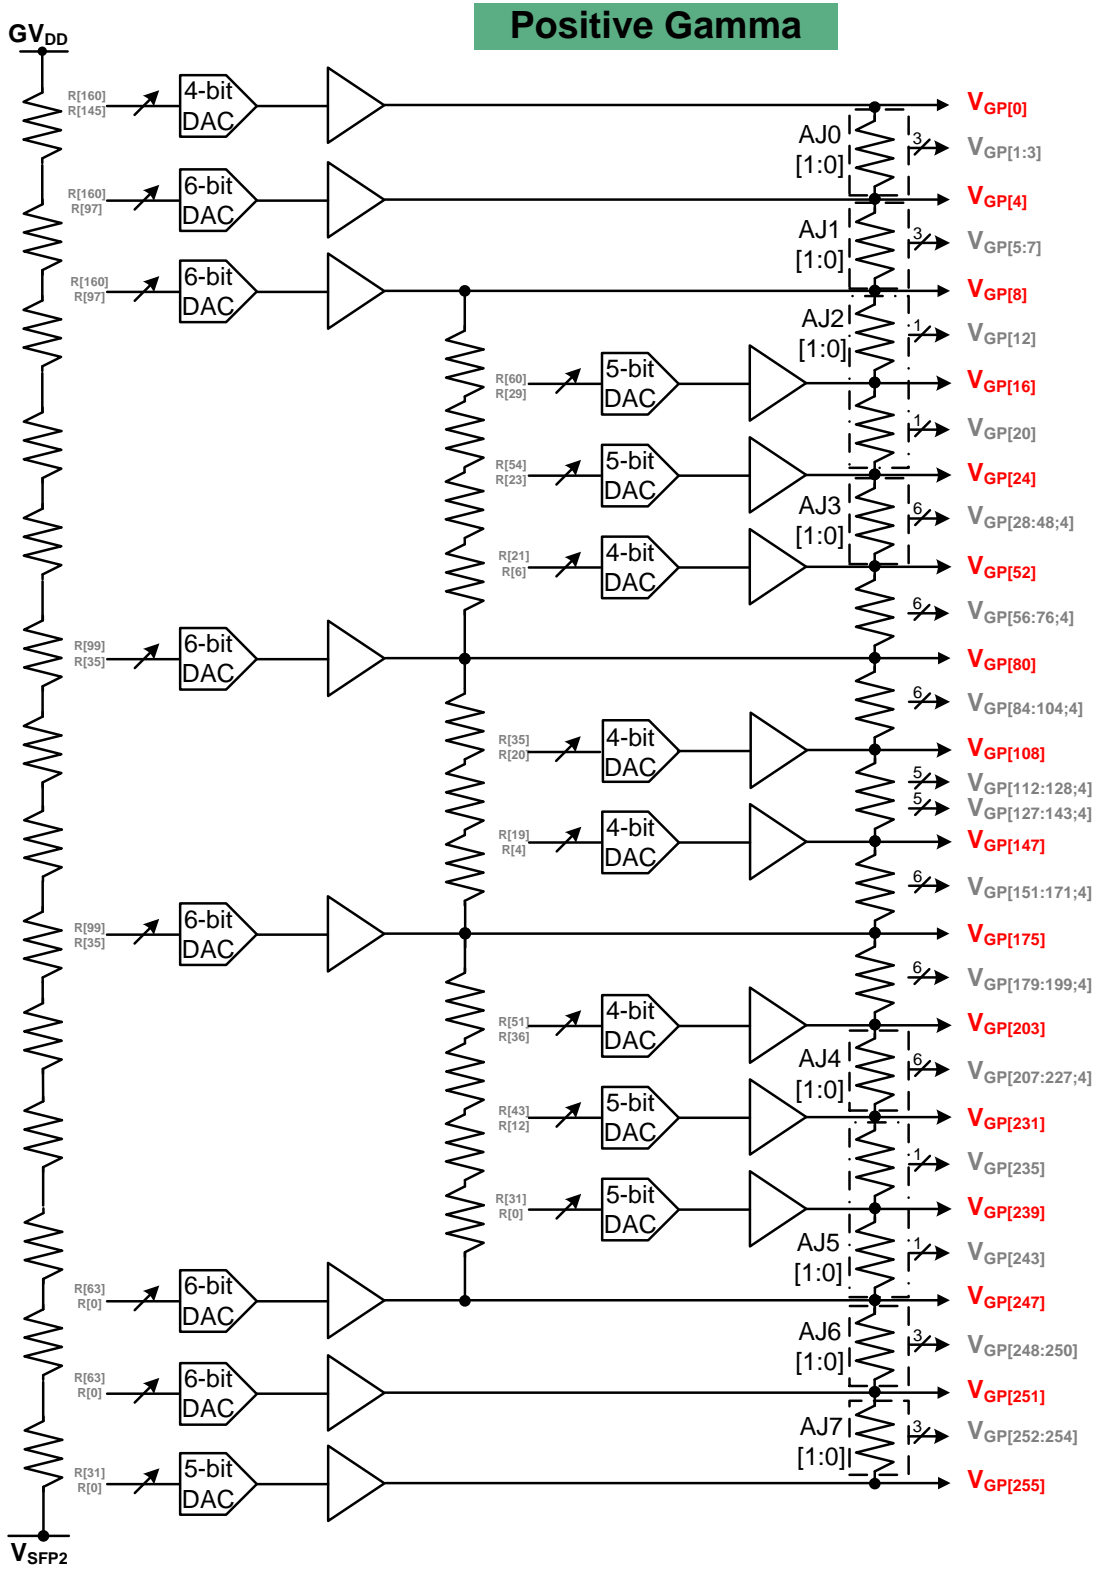 Positive Gamma
GVDD
R[160]
R[145]
4-bit
DAC
VGP[0]
AJ0
[1:0]
3
VGP[1:3]
R[160]
R[97]
6-bit
DAC
VGP[4]
AJ1
[1:0]
3
VGP[5:7]
R[160]
R[97]
6-bit
DAC
VGP[8]
AJ2
[1:0]
1
VGP[12]
R[60]
R[29]
5-bit
DAC
VGP[16]
1
VGP[20]
R[54]
R[23]
5-bit
DAC
VGP[24]
AJ3
[1:0]
6
VGP[28:48;4]
R[21]
R[6]
4-bit
DAC
VGP[52]
6
VGP[56:76;4]
R[99]
R[35]
6-bit
DAC
VGP[80]
6
VGP[84:104;4]
R[35]
R[20]
4-bit
DAC
VGP[108]
5
VGP[112:128;4]
5
VGP[127:143;4]
R[19]
R[4]
4-bit
DAC
VGP[147]
6
VGP[151:171;4]
R[99]
R[35]
6-bit
DAC
VGP[175]
6
VGP[179:199;4]
R[51]
R[36]
4-bit
DAC
VGP[203]
AJ4
[1:0]
6
VGP[207:227;4]
R[43]
R[12]
5-bit
DAC
VGP[231]
1
VGP[235]
R[31]
R[0]
5-bit
DAC
VGP[239]
AJ5
[1:0]
1
VGP[243]
R[63]
R[0]
6-bit
DAC
VGP[247]
AJ6
[1:0]
3
VGP[248:250]
R[63]
R[0]
6-bit
DAC
VGP[251]
AJ7
[1:0]
3
VGP[252:254]
R[31]
R[0]
5-bit
DAC
VGP[255]
VSFP2